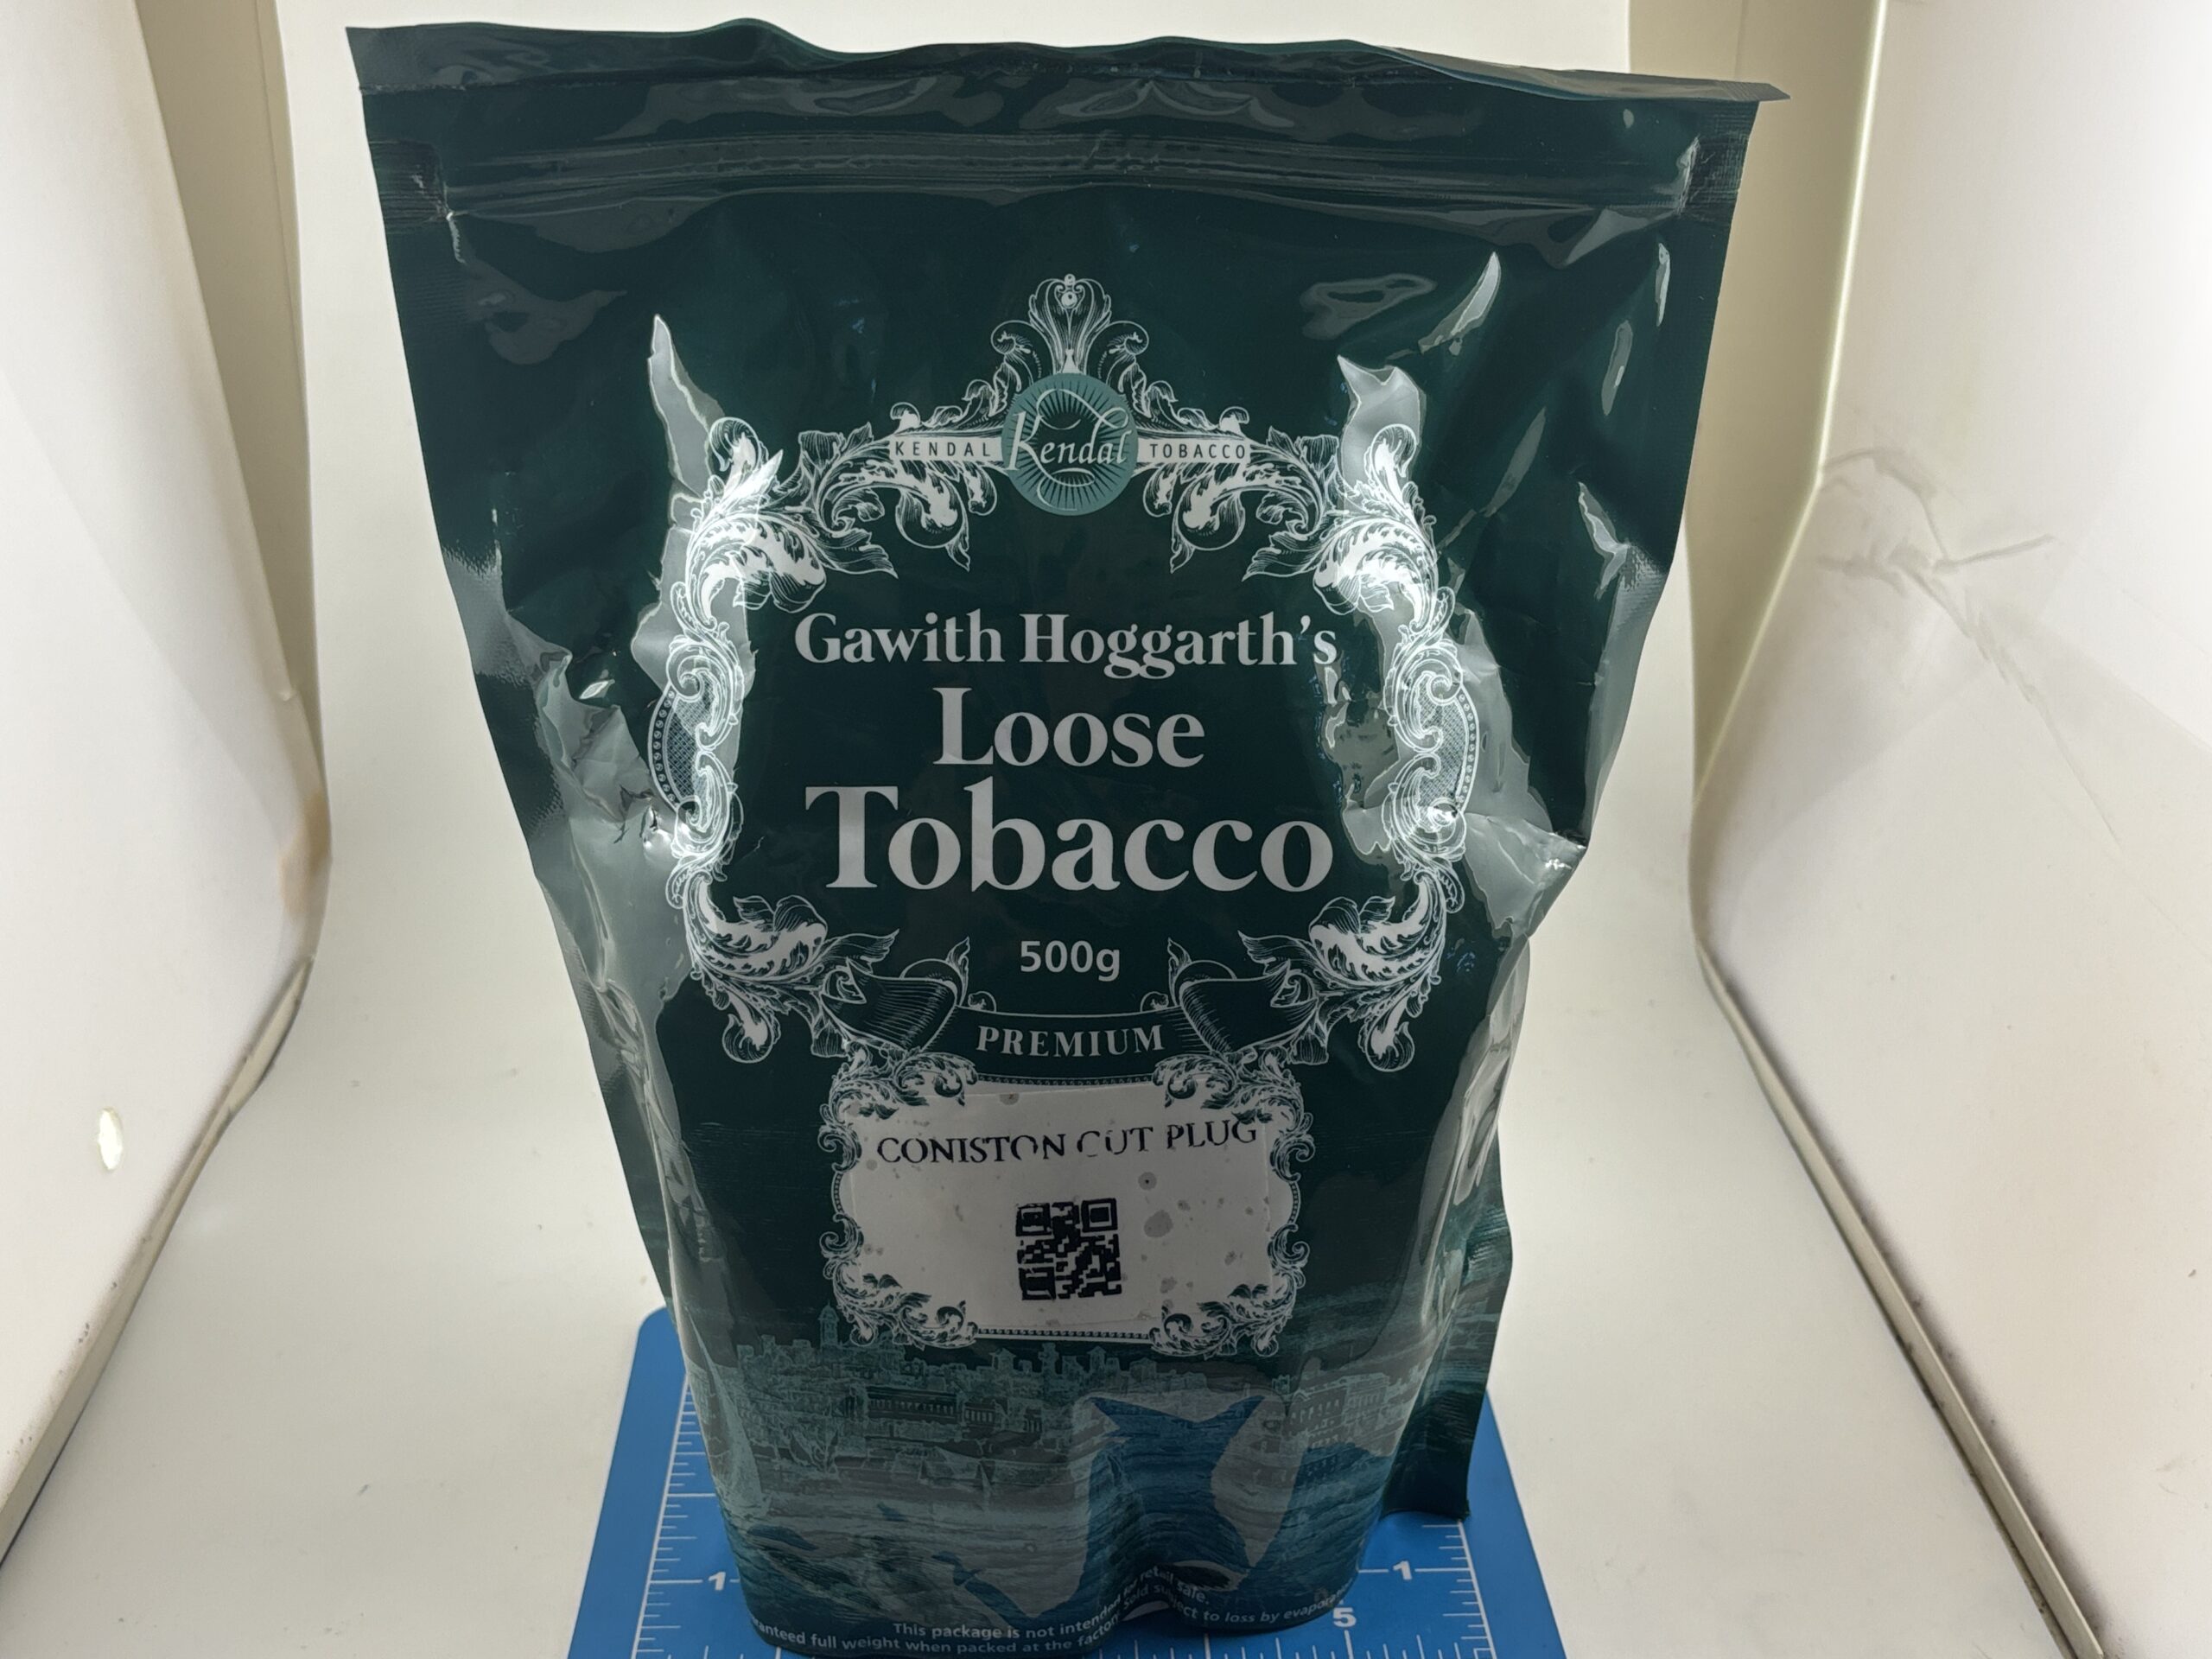 KENDAL Kendal TOBACCO
Gawith Hoggarth's
Loose
Tobacco
500g
PREMIUM
CONISTON CUT PLUG
This package is not intended for retail sale.
full weight when packed at the factory. Sold subject to loss by
1
1
5